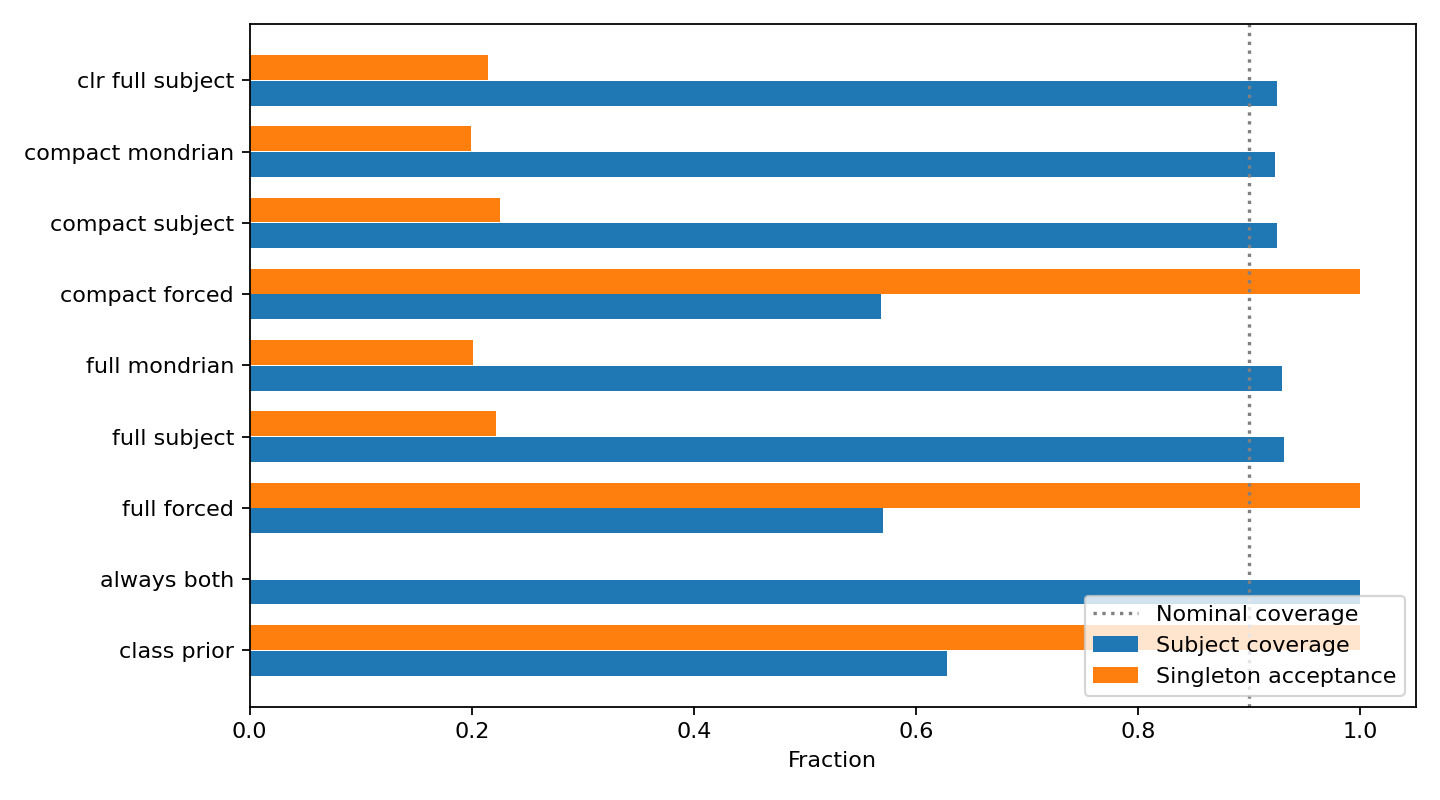 clr full subject
compact mondrian
compact subject
compact forced
full mondrian
full subject
full forced
always both
class prior
Nominal coverage
Subject coverage
Singleton acceptance
0.0 0.2 0.4 0.6 0.8 1.0
Fraction